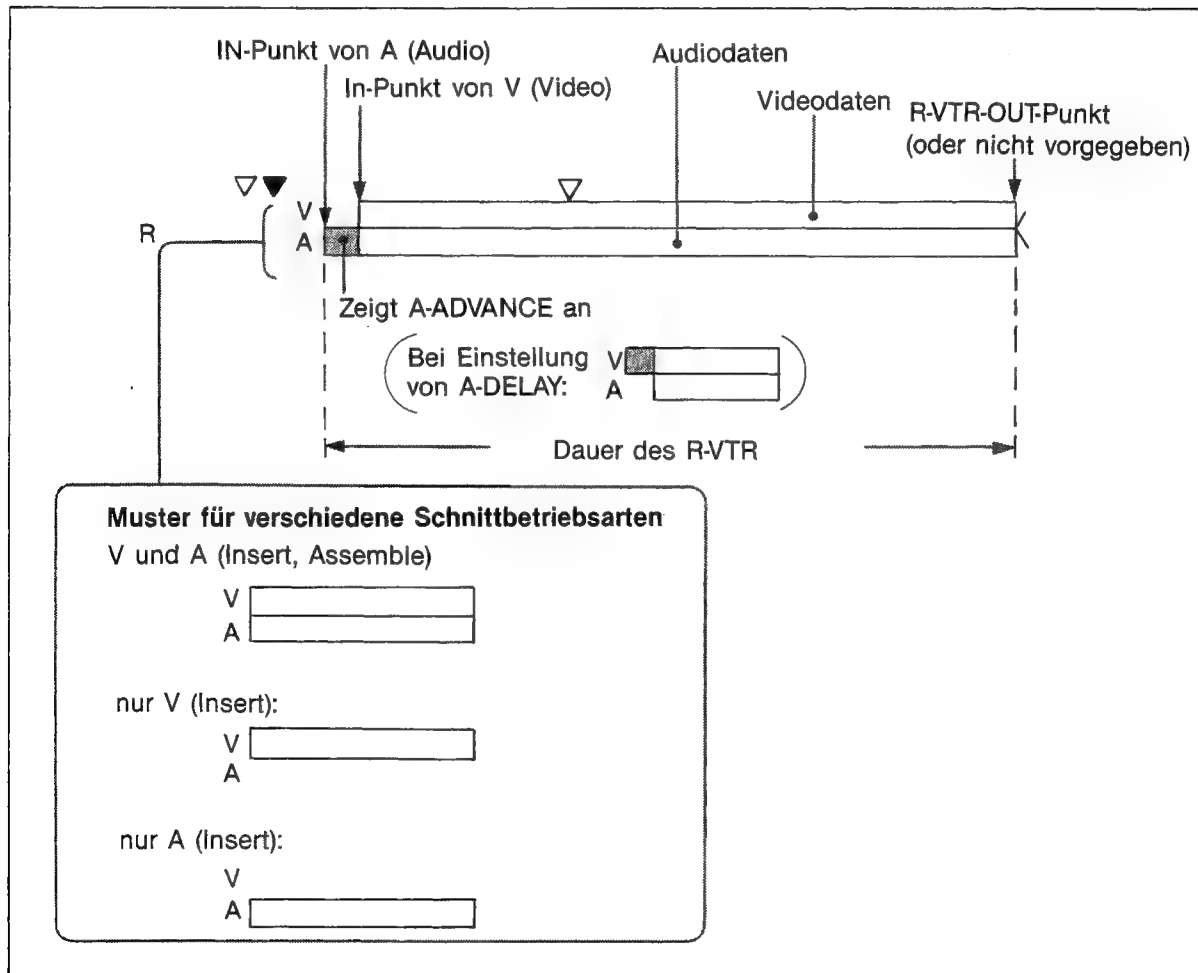 IN-Punkt von A (Audio)
In-Punkt von V (Video)
Audiodaten
Videodaten
R-VTR-OUT-Punkt
(oder nicht vorgegeben)
R
V
A
Zeigt A-ADVANCE an
Bei Einstellung
von A-DELAY:
V
A
Dauer des R-VTR
Muster für verschiedene Schnittbetriebsarten
V und A (Insert, Assemble)
V
A
nur V (Insert):
V
A
nur A (Insert):
V
A